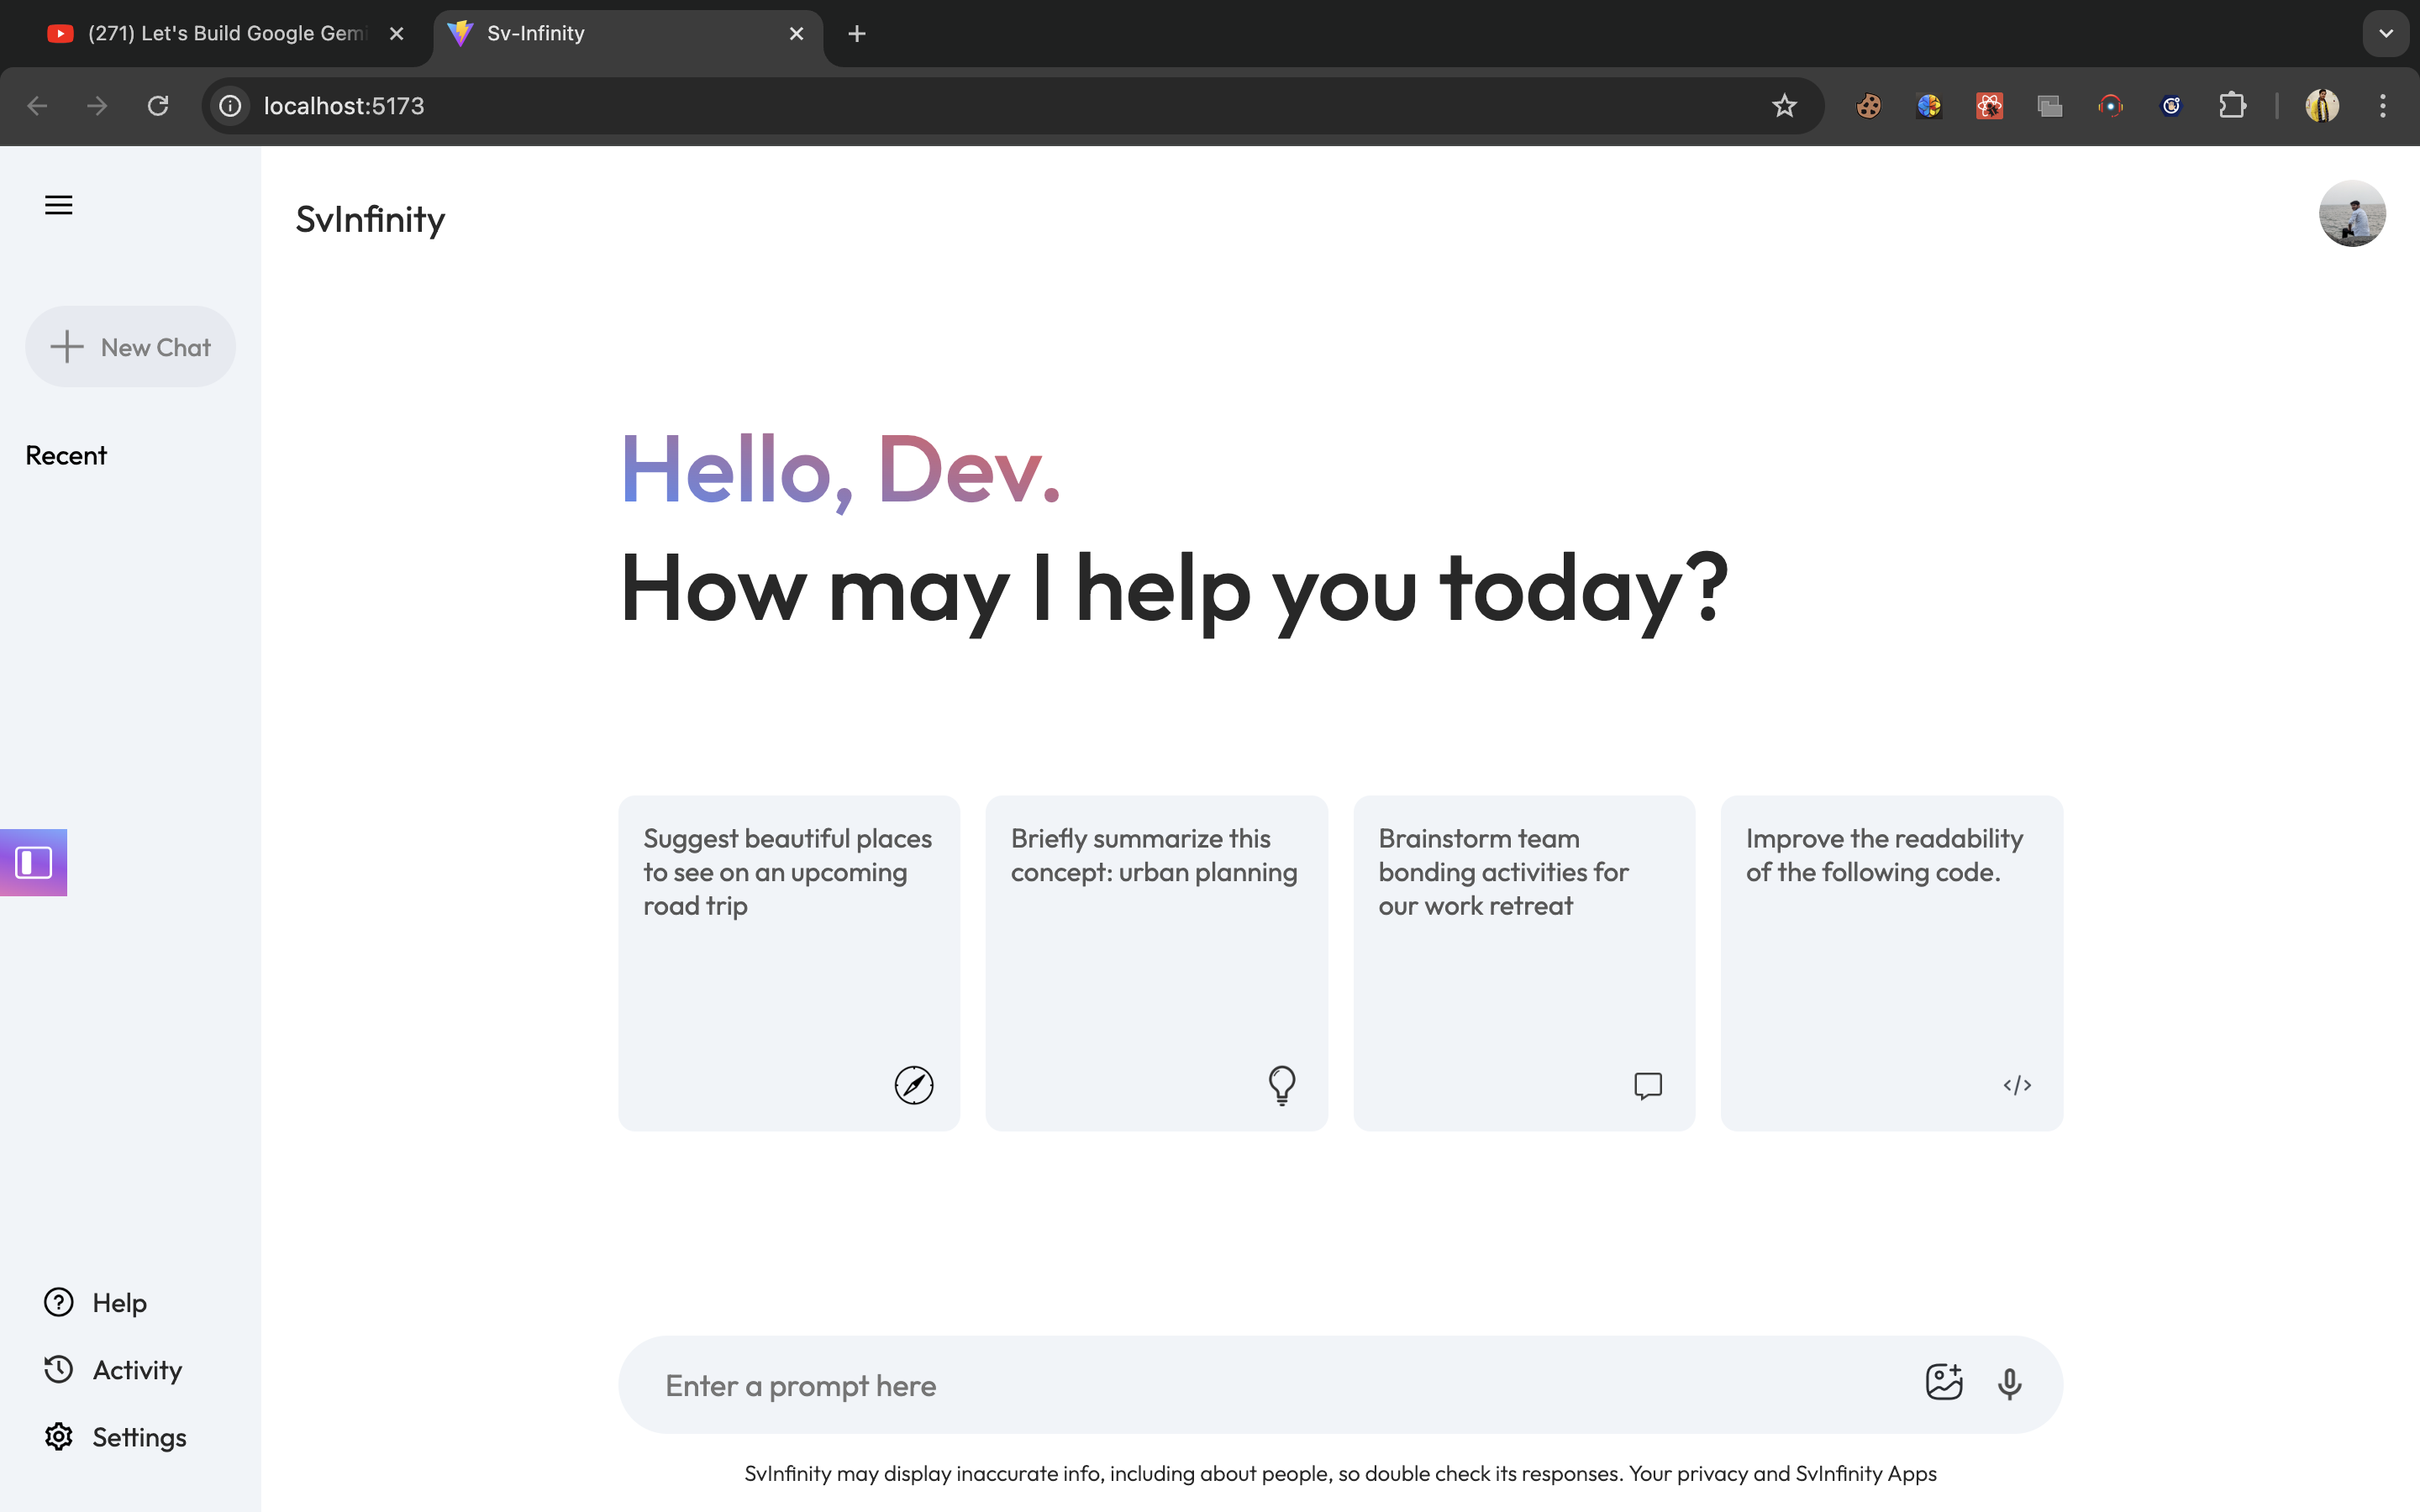 (271) Let's Build Google Gem
Sv-Infinity
localhost:5173
SvInfinity
New Chat
Recent
Hello, Dev.
How may I help you today?
Suggest beautiful places
to see on an upcoming
road trip
Briefly summarize this
concept: urban planning
Brainstorm team
bonding activities for
our work retreat
Improve the readability
of the following code.
Help
Activity
Settings
Enter a prompt here
SvInfinity may display inaccurate info, including about people, so double check its responses. Your privacy and SvInfinity Apps